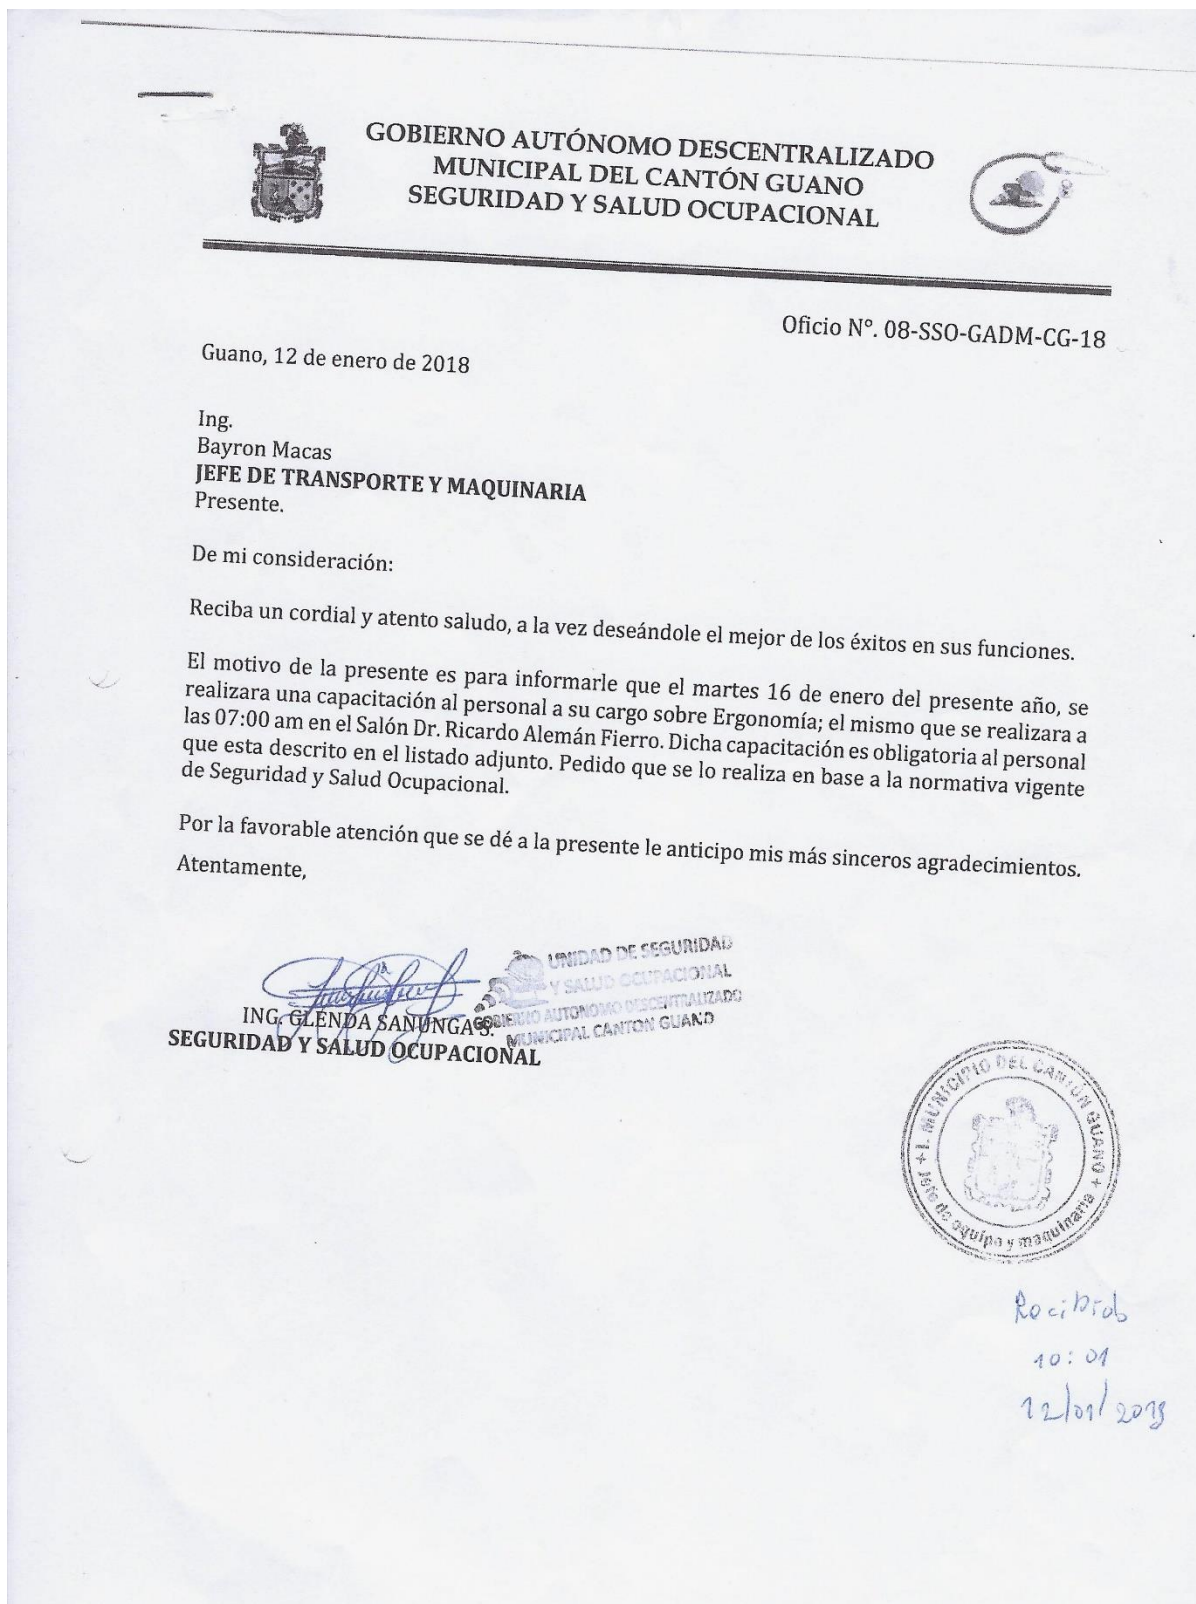 GOBIERNO AUTÓNOMO DESCENTRALIZADO
MUNICIPAL DEL CANTÓN GUANO
SEGURIDAD Y SALUD OCUPACIONAL
Oficio N°. 08-SSO-GADM-CG-18
Guano, 12 de enero de 2018
Ing.
Bayron Macas
JEFE DE TRANSPORTE Y MAQUINARIA
Presente.
De mi consideración:
Reciba un cordial y atento saludo, a la vez deseándole el mejor de los éxitos en sus funciones.
El motivo de la presente es para informarle que el martes 16 de enero del presente año, se
realizara una capacitación al personal a su cargo sobre Ergonomía; el mismo que se realizara a
las 07:00 am en el Salón Dr. Ricardo Alemán Fierro. Dicha capacitación es obligatoria al personal
que esta descrito en el listado adjunto. Pedido que se lo realiza en base a la normativa vigente
de Seguridad y Salud Ocupacional.
Por la favorable atención que se dé a la presente le anticipo mis más sinceros agradecimientos.
Atentamente,
UNIDAD DE SEGURIDAD
Y SALUD OCUPACIONAL
GOBIERNO AUTONOMO DESCENTRALIZADO
MUNICIPAL CANTON GUANO
ING. GLENDA SANUNGA S.
SEGURIDAD Y SALUD OCUPACIONAL
+ I. MUNICIPIO DEL CANTÓN GUANO +
Jefe de equipo y maquinaria
Recibido
10:01
12/01/2018